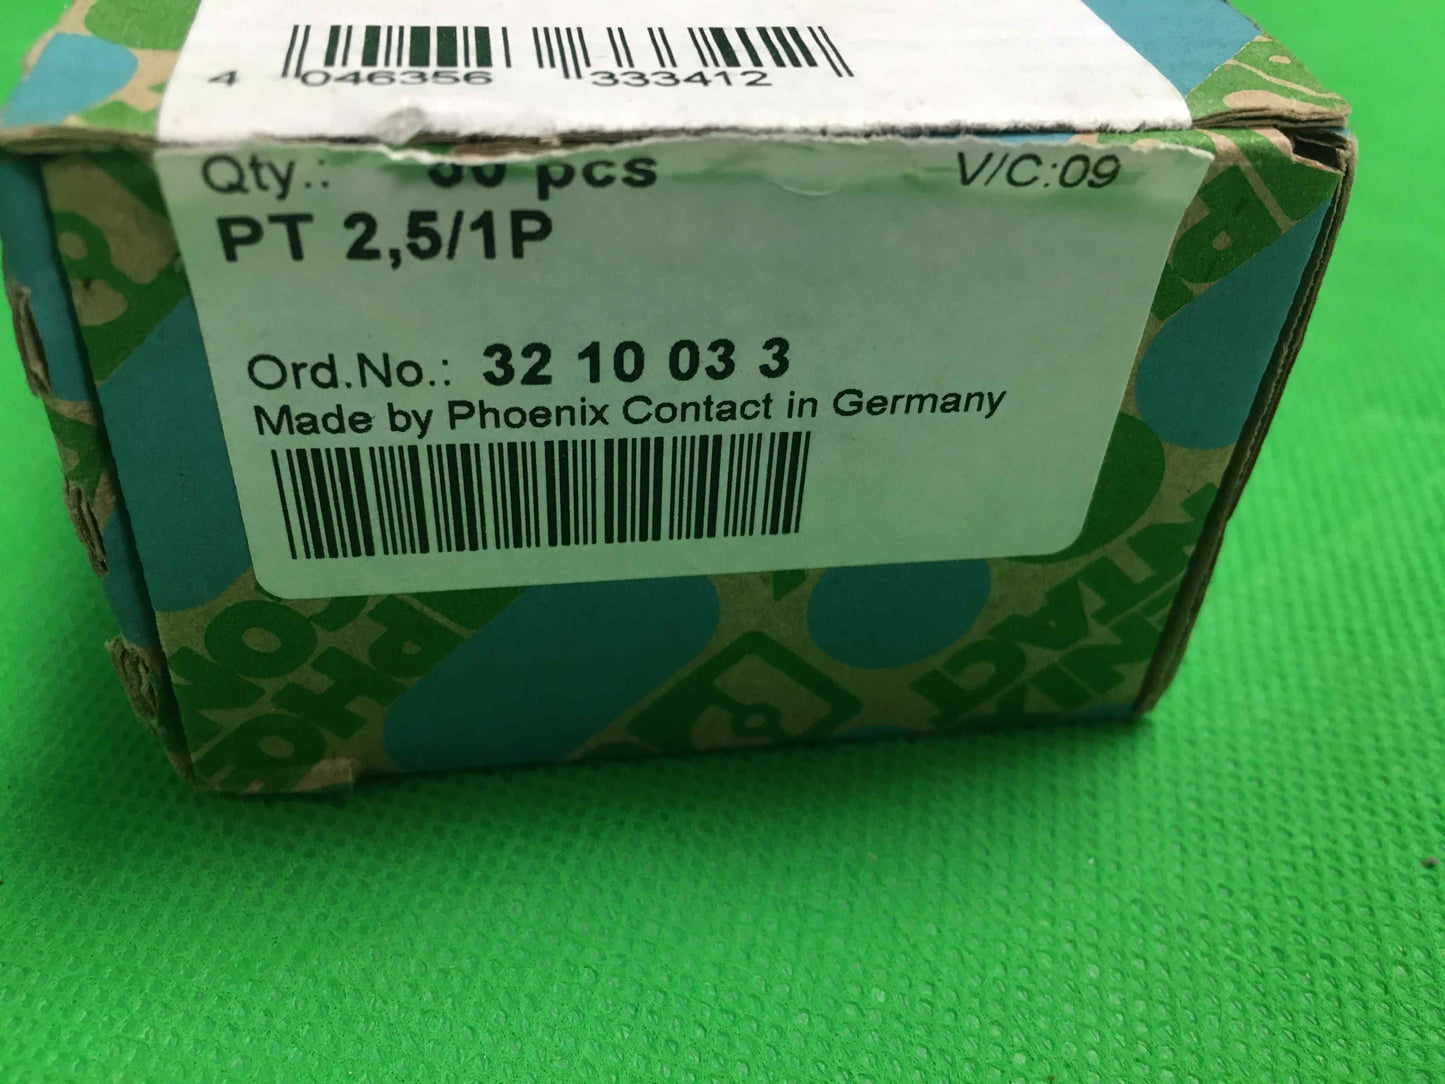 4 046356 333412
Qty.: pcs V/C:09
PT 2,5/1P
Ord.No.: 32 10 03 3
Made by Phoenix Contact in Germany
CONTACT